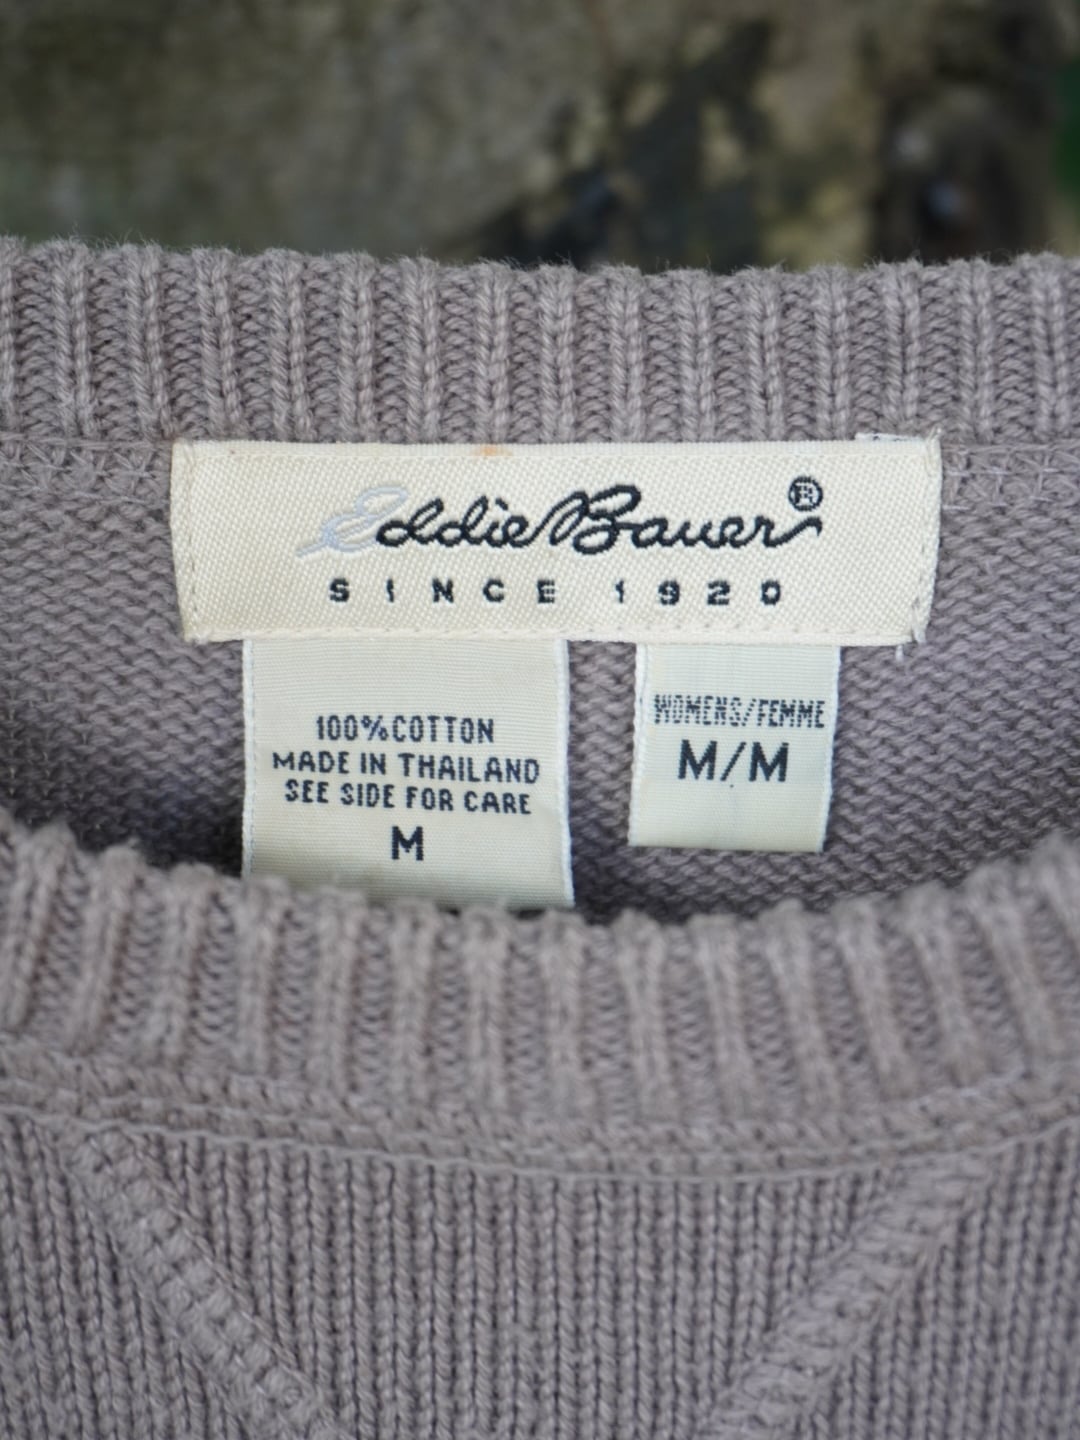 Eddie Bauer®
SINCE 1920
100% COTTON
MADE IN THAILAND
SEE SIDE FOR CARE
M
WOMENS/FEMME
M/M